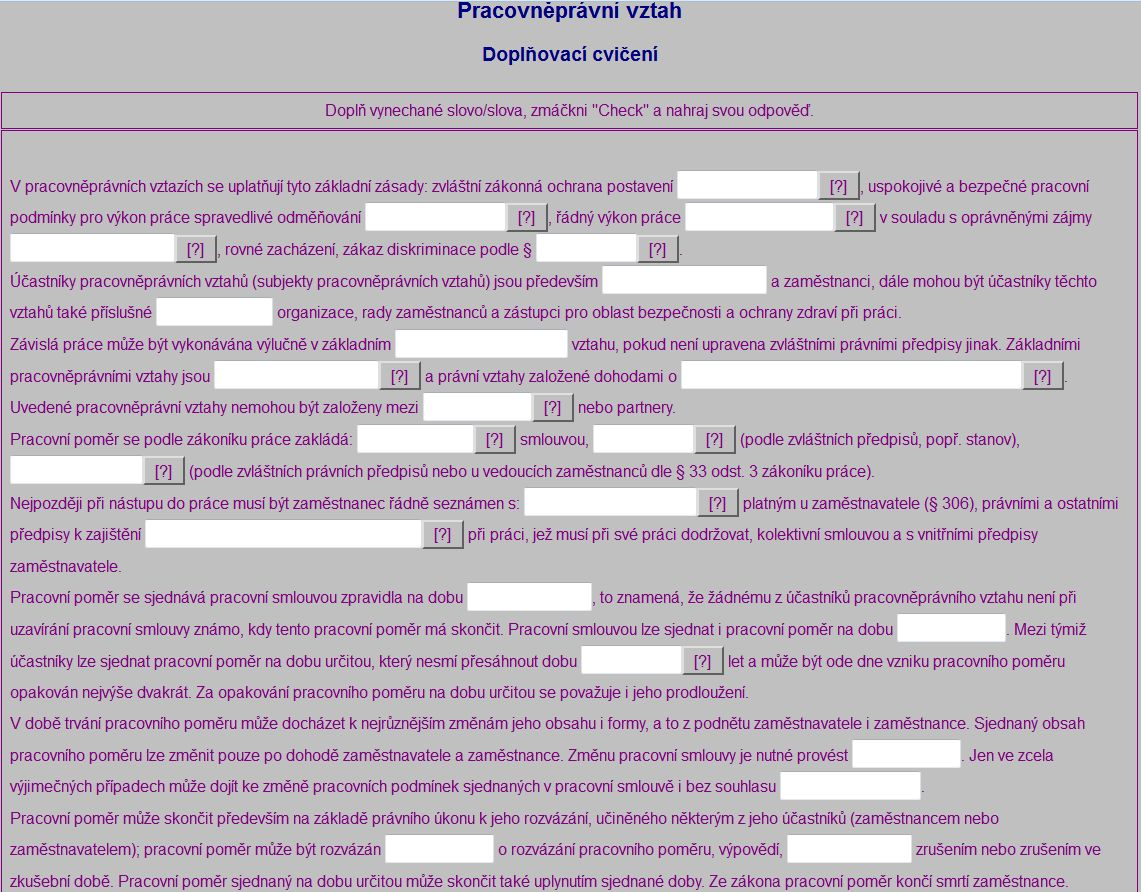 Pracovněprávní vztah
Doplňovací cvičení
Doplň vynechané slovo/slova, zmáčkni "Check" a nahraj svou odpověď.
V pracovněprávních vztazích se uplatňují tyto základní zásady: zvláštní zákonná ochrana postavení [?], uspokojivé a bezpečné pracovní
podmínky pro výkon práce spravedlivé odměňování [?], řádný výkon práce [?] v souladu s oprávněnými zájmy
[?], rovné zacházení, zákaz diskriminace podle § [?].
Účastníky pracovněprávních vztahů (subjekty pracovněprávních vztahů) jsou především a zaměstnanci, dále mohou být účastníky těchto
vztahů také příslušné organizace, rady zaměstnanců a zástupci pro oblast bezpečnosti a ochrany zdraví při práci.
Závislá práce může být vykonávána výlučně v základním vztahu, pokud není upravena zvláštními právními předpisy jinak. Základními
pracovněprávními vztahy jsou [?] a právní vztahy založené dohodami o [?].
Uvedené pracovněprávní vztahy nemohou být založeny mezi [?] nebo partnery.
Pracovní poměr se podle zákoníku práce zakládá: [?] smlouvou, [?] (podle zvláštních předpisů, popř. stanov),
[?] (podle zvláštních právních předpisů nebo u vedoucích zaměstnanců dle § 33 odst. 3 zákoníku práce).
Nejpozději při nástupu do práce musí být zaměstnanec řádně seznámen s: [?] platným u zaměstnavatele (§ 306), právními a ostatními
předpisy k zajištění [?] při práci, jež musí při své práci dodržovat, kolektivní smlouvou a s vnitřními předpisy
zaměstnavatele.
Pracovní poměr se sjednává pracovní smlouvou zpravidla na dobu , to znamená, že žádnému z účastníků pracovněprávního vztahu není při
uzavírání pracovní smlouvy známo, kdy tento pracovní poměr má skončit. Pracovní smlouvou lze sjednat i pracovní poměr na dobu . Mezi týmiž
účastníky lze sjednat pracovní poměr na dobu určitou, který nesmí přesáhnout dobu [?] let a může být ode dne vzniku pracovního poměru
opakován nejvýše dvakrát. Za opakování pracovního poměru na dobu určitou se považuje i jeho prodloužení.
V době trvání pracovního poměru může docházet k nejrůznějším změnám jeho obsahu i formy, a to z podnětu zaměstnavatele i zaměstnance. Sjednaný obsah
pracovního poměru lze změnit pouze po dohodě zaměstnavatele a zaměstnance. Změnu pracovní smlouvy je nutné provést . Jen ve zcela
výjimečných případech může dojít ke změně pracovních podmínek sjednaných v pracovní smlouvě i bez souhlasu .
Pracovní poměr může skončit především na základě právního úkonu k jeho rozvázání, učiněného některým z jeho účastníků (zaměstnancem nebo
zaměstnavatelem); pracovní poměr může být rozvázán o rozvázání pracovního poměru, výpovědí, zrušením nebo zrušením ve
zkušební době. Pracovní poměr sjednaný na dobu určitou může skončit také uplynutím sjednané doby. Ze zákona pracovní poměr končí smrtí zaměstnance.